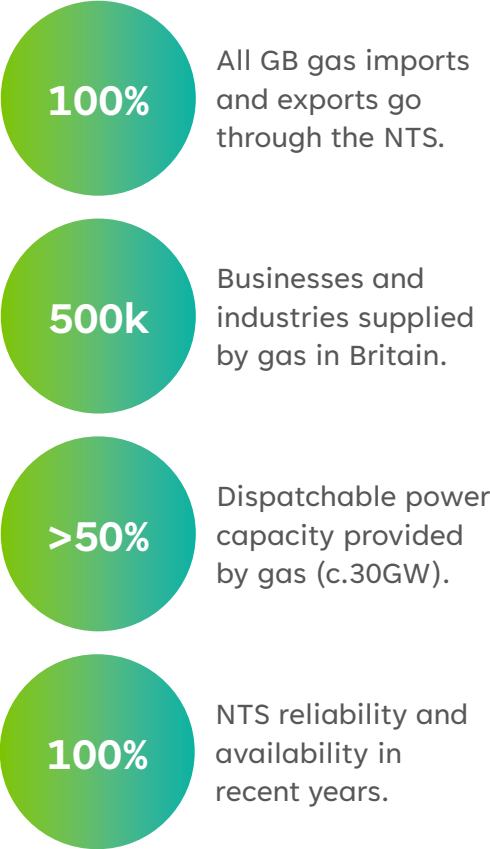 100%
All GB gas imports
and exports go
through the NTS.
500k
Businesses and
industries supplied
by gas in Britain.
>50%
Dispatchable power
capacity provided
by gas (c.30GW).
100%
NTS reliability and
availability in
recent years.